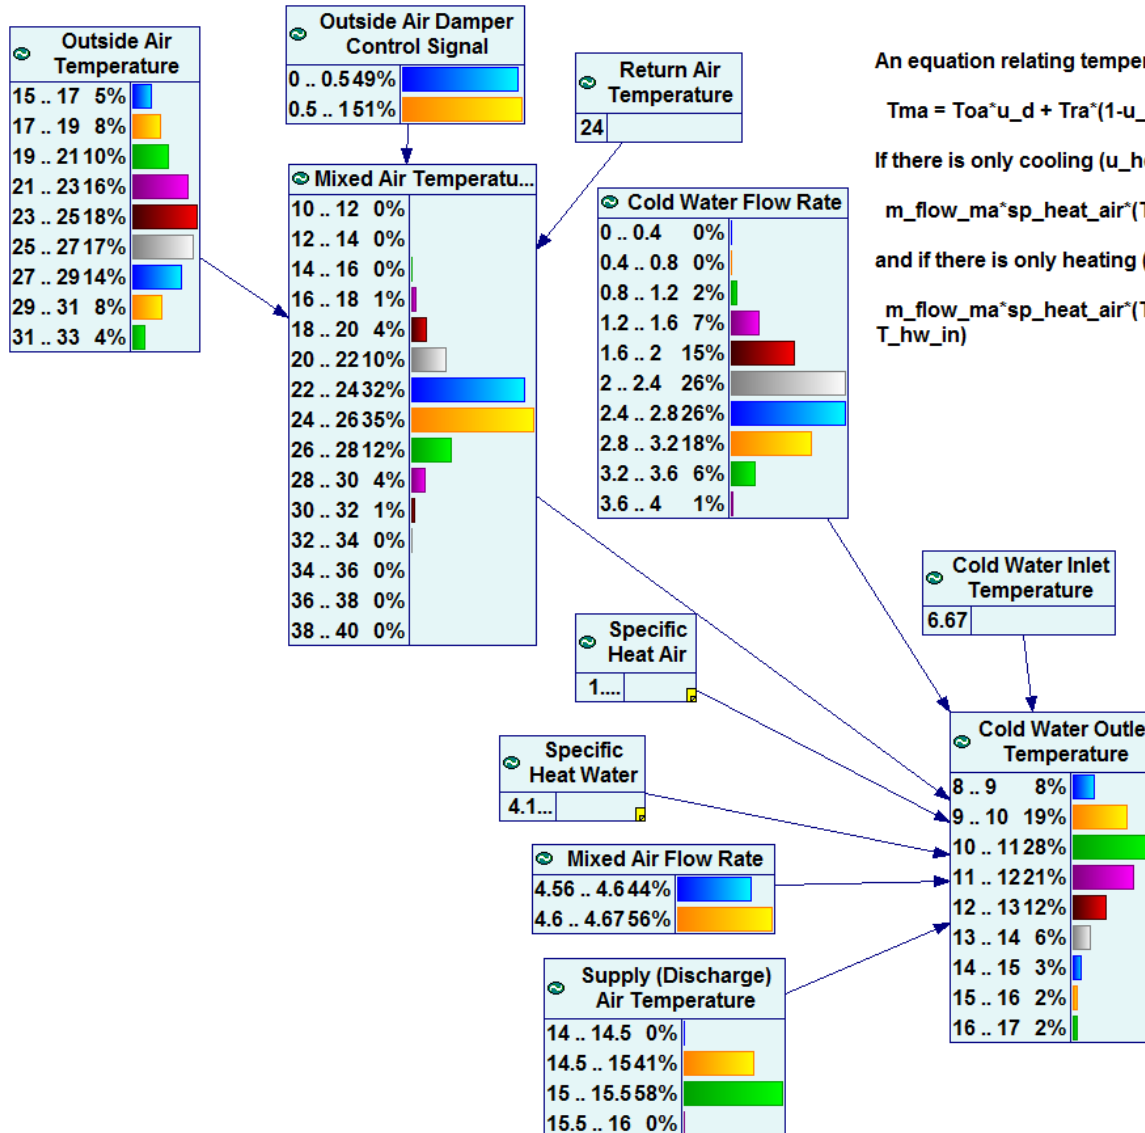 Outside Air
Temperature
15 .. 17 5%
17 .. 19 8%
19 .. 21 10%
21 .. 23 16%
23 .. 25 18%
25 .. 27 17%
27 .. 29 14%
29 .. 31 8%
31 .. 33 4%
Outside Air Damper
Control Signal
0 .. 0.5 49%
0.5 .. 1 51%
Return Air
Temperature
24
An equation relating temper
Tma = Toa*u_d + Tra*(1-u_
If there is only cooling (u_he
m_flow_ma*sp_heat_air*(T
and if there is only heating (
m_flow_ma*sp_heat_air*(T
T_hw_in)
Mixed Air Temperatu...
10 .. 12 0%
12 .. 14 0%
14 .. 16 0%
16 .. 18 1%
18 .. 20 4%
20 .. 22 10%
22 .. 24 32%
24 .. 26 35%
26 .. 28 12%
28 .. 30 4%
30 .. 32 1%
32 .. 34 0%
34 .. 36 0%
36 .. 38 0%
38 .. 40 0%
Cold Water Flow Rate
0 .. 0.4 0%
0.4 .. 0.8 0%
0.8 .. 1.2 2%
1.2 .. 1.6 7%
1.6 .. 2 15%
2 .. 2.4 26%
2.4 .. 2.8 26%
2.8 .. 3.2 18%
3.2 .. 3.6 6%
3.6 .. 4 1%
Cold Water Inlet
Temperature
6.67
Specific
Heat Air
1....
Specific
Heat Water
4.1...
Mixed Air Flow Rate
4.56 .. 4.6 44%
4.6 .. 4.67 56%
Supply (Discharge)
Air Temperature
14 .. 14.5 0%
14.5 .. 15 41%
15 .. 15.5 58%
15.5 .. 16 0%
Cold Water Outle
Temperature
8 .. 9 8%
9 .. 10 19%
10 .. 11 28%
11 .. 12 21%
12 .. 13 12%
13 .. 14 6%
14 .. 15 3%
15 .. 16 2%
16 .. 17 2%